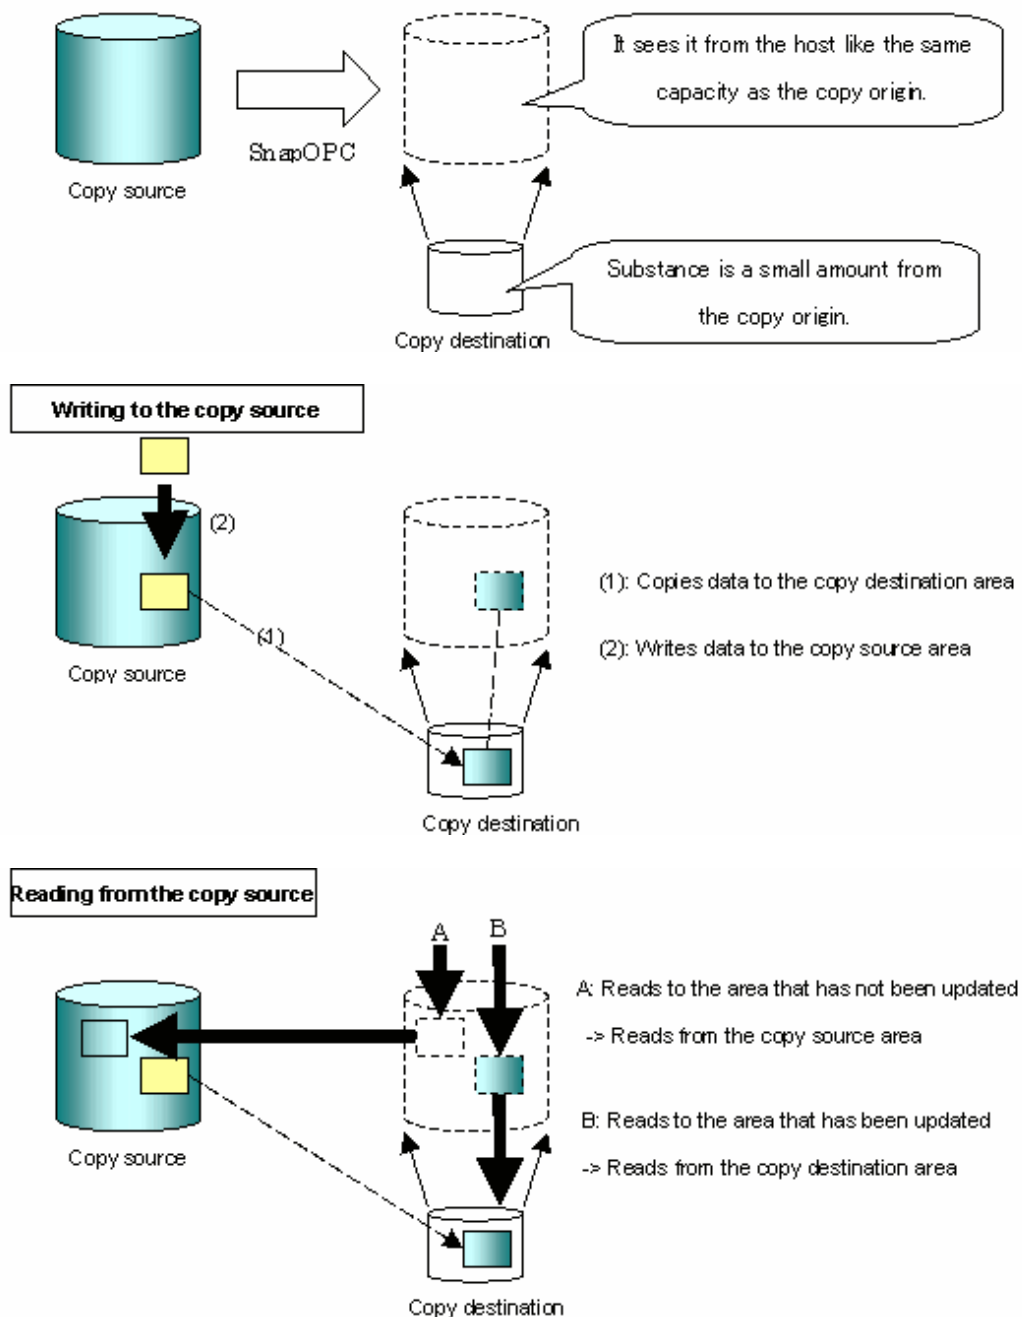 It sees it from the host like the same
capacity as the copy origin.
SnapOPC
Copy source
Substance is a small amount from
the copy origin.
Copy destination
Writing to the copy source
(2)
(1): Copies data to the copy destination area
(1)
(2): Writes data to the copy source area
Copy source
Copy destination
Reading from the copy source
A
B
A: Reads to the area that has not been updated
-> Reads from the copy source area
B: Reads to the area that has been updated
Copy source
-> Reads from the copy destination area
Copy destination